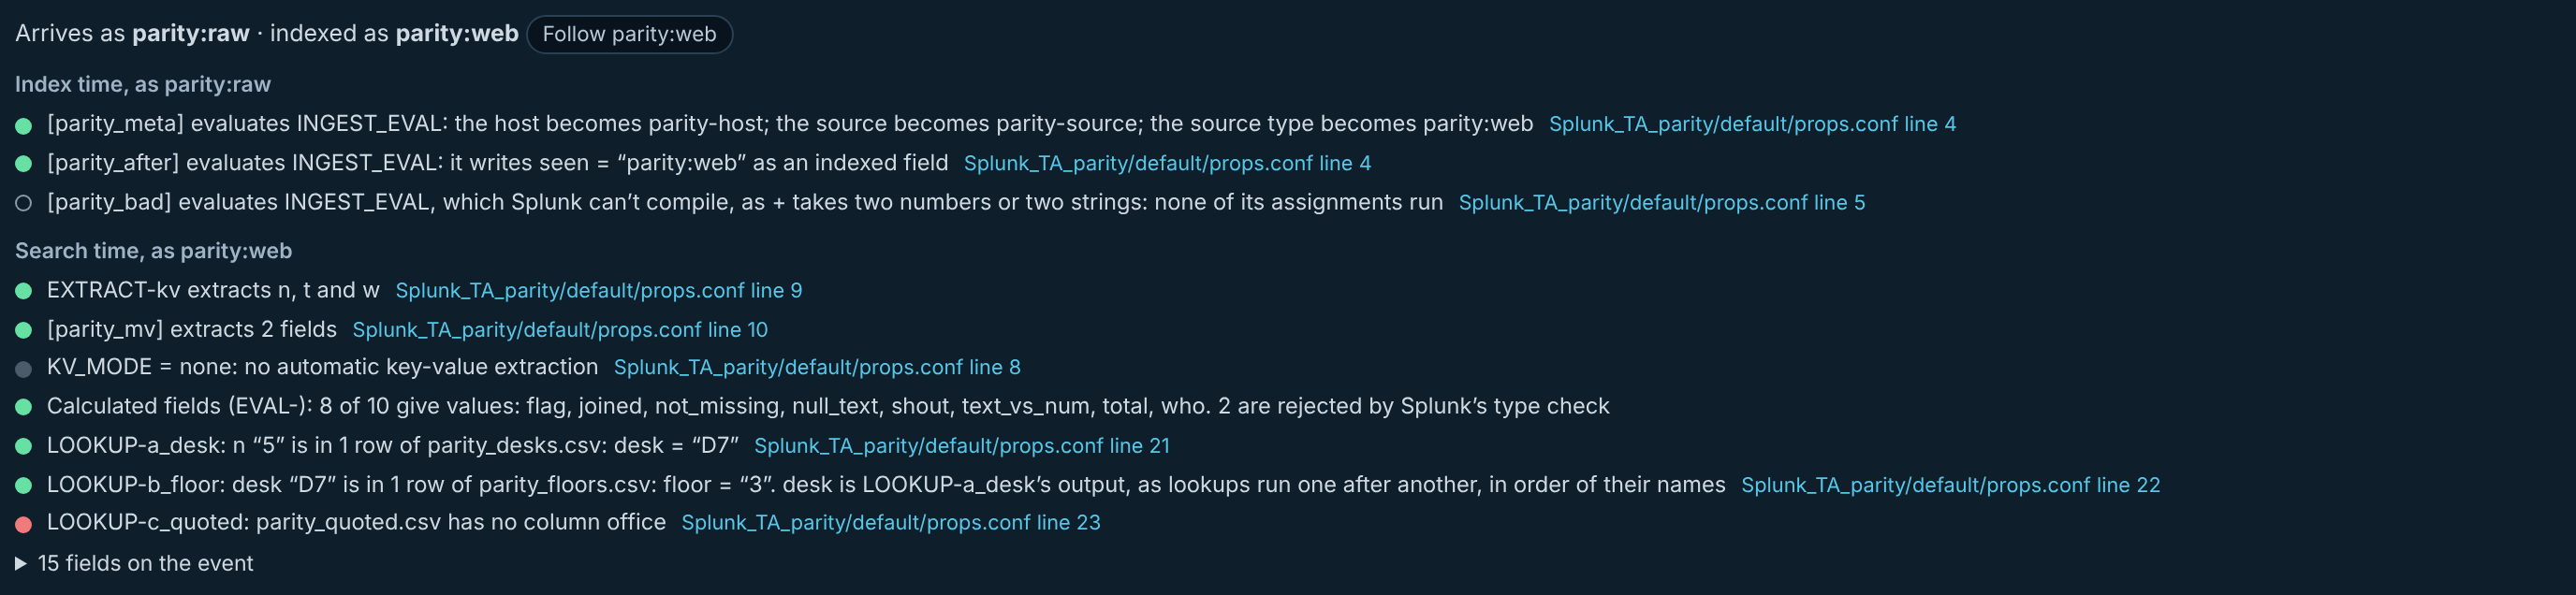 Arrives as parity:raw · indexed as parity:web Follow parity:web
Index time, as parity:raw
[parity_meta] evaluates INGEST_EVAL: the host becomes parity-host; the source becomes parity-source; the source type becomes parity:web Splunk_TA_parity/default/props.conf line 4
[parity_after] evaluates INGEST_EVAL: it writes seen = “parity:web” as an indexed field Splunk_TA_parity/default/props.conf line 4
[parity_bad] evaluates INGEST_EVAL, which Splunk can’t compile, as + takes two numbers or two strings: none of its assignments run Splunk_TA_parity/default/props.conf line 5
Search time, as parity:web
EXTRACT-kv extracts n, t and w Splunk_TA_parity/default/props.conf line 9
[parity_mv] extracts 2 fields Splunk_TA_parity/default/props.conf line 10
KV_MODE = none: no automatic key-value extraction Splunk_TA_parity/default/props.conf line 8
Calculated fields (EVAL-): 8 of 10 give values: flag, joined, not_missing, null_text, shout, text_vs_num, total, who. 2 are rejected by Splunk’s type check
LOOKUP-a_desk: n “5” is in 1 row of parity_desks.csv: desk = “D7” Splunk_TA_parity/default/props.conf line 21
LOOKUP-b_floor: desk “D7” is in 1 row of parity_floors.csv: floor = “3”. desk is LOOKUP-a_desk’s output, as lookups run one after another, in order of their names Splunk_TA_parity/default/props.conf line 22
LOOKUP-c_quoted: parity_quoted.csv has no column office Splunk_TA_parity/default/props.conf line 23
15 fields on the event